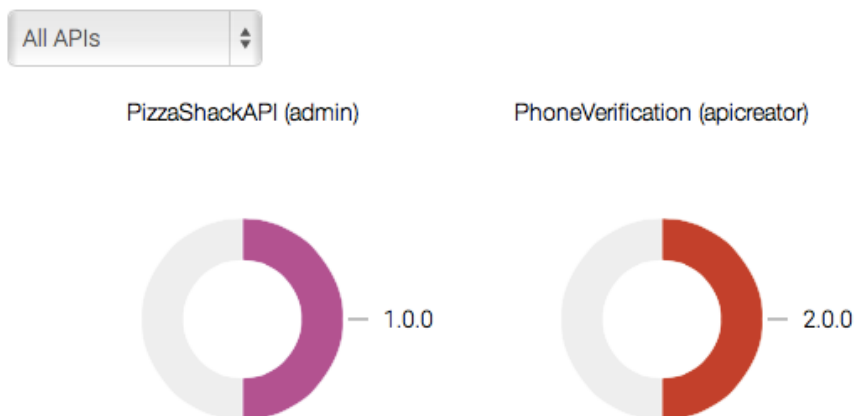 All APIs
PizzaShackAPI (admin)
PhoneVerification (apicreator)
1.0.0
2.0.0